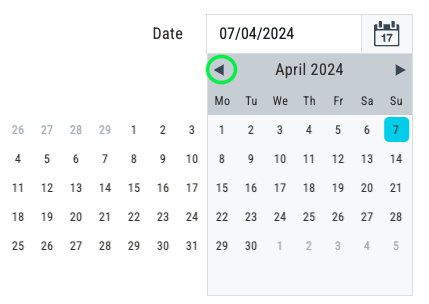 Date 07/04/2024 17
April 2024
Mo Tu We Th Fr Sa Su
26 27 28 29 1 2 3 1 2 3 4 5 6 7
4 5 6 7 8 9 10 8 9 10 11 12 13 14
11 12 13 14 15 16 17 15 16 17 18 19 20 21
18 19 20 21 22 23 24 22 23 24 25 26 27 28
25 26 27 28 29 30 31 29 30 1 2 3 4 5